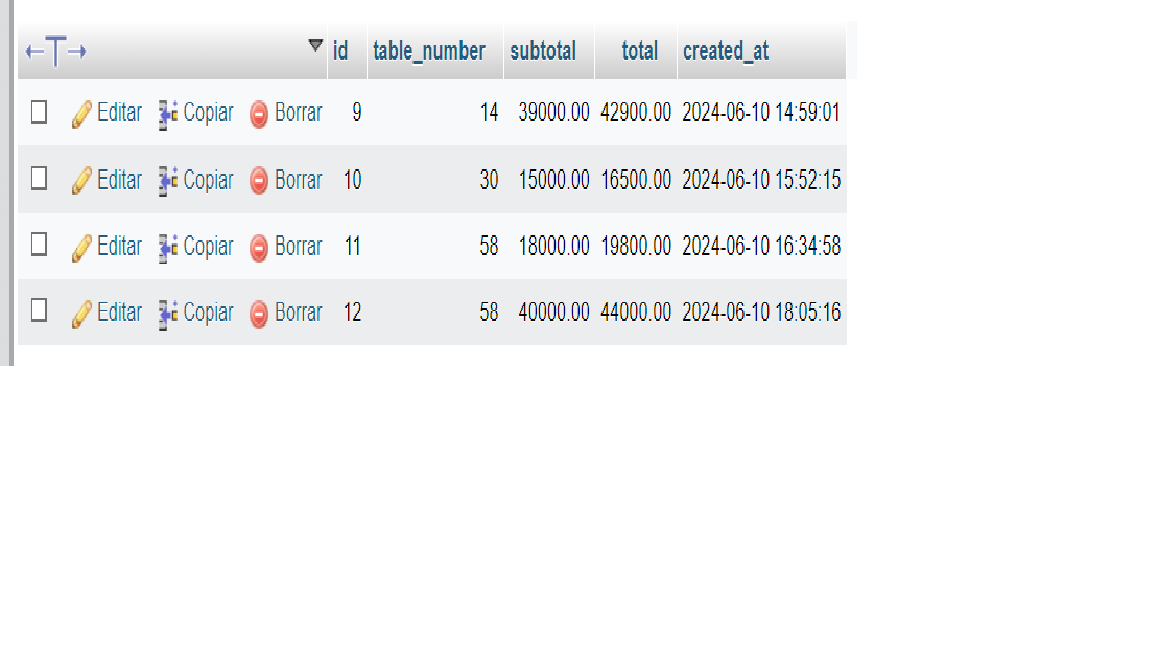 ←T→ id table_number subtotal total created_at
Editar Copiar Borrar 9 14 39000.00 42900.00 2024-06-10 14:59:01
Editar Copiar Borrar 10 30 15000.00 16500.00 2024-06-10 15:52:15
Editar Copiar Borrar 11 58 18000.00 19800.00 2024-06-10 16:34:58
Editar Copiar Borrar 12 58 40000.00 44000.00 2024-06-10 18:05:16